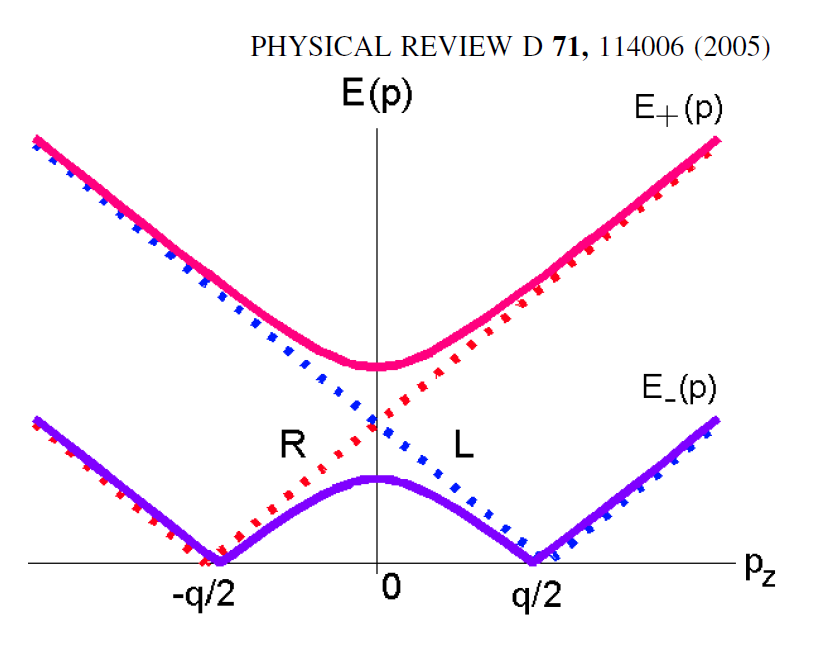 PHYSICAL REVIEW D 71, 114006 (2005)
E(p)
E+(p)
E-(p)
R
L
-q/2
0
q/2
pz